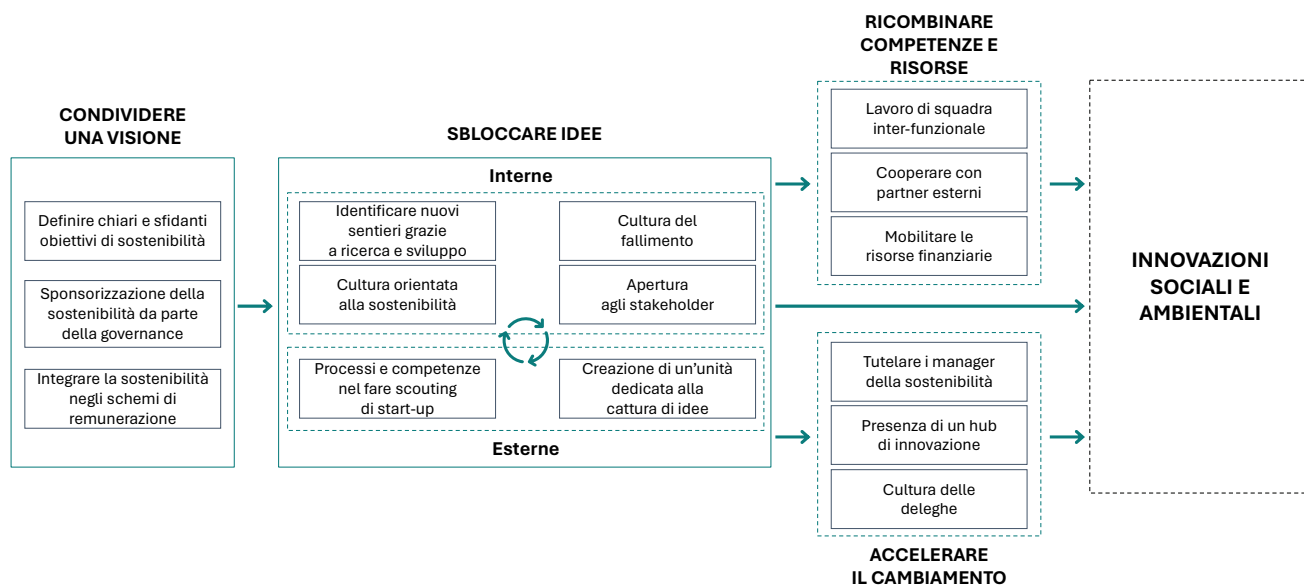 CONDIVIDERE
UNA VISIONE
Definire chiari e sfidanti
obiettivi di sostenibilità
Sponsorizzazione della
sostenibilità da parte
della governance
Integrare la sostenibilità
negli schemi di
remunerazione
SBLOCCARE IDEE
Interne
Identificare nuovi
sentieri grazie
a ricerca e sviluppo
Cultura del
fallimento
Cultura orientata
alla sostenibilità
Apertura
agli stakeholder
Processi e competenze
nel fare scouting
di start-up
Creazione di un'unità
dedicata alla
cattura di idee
Esterne
RICOMBINARE
COMPETENZE E
RISORSE
Lavoro di squadra
inter-funzionale
Cooperare con
partner esterni
Mobilitare le
risorse finanziarie
Tutelare i manager
della sostenibilità
Presenza di un hub
di innovazione
Cultura delle
deleghe
ACCELERARE
IL CAMBIAMENTO
INNOVAZIONI
SOCIALI E
AMBIENTALI